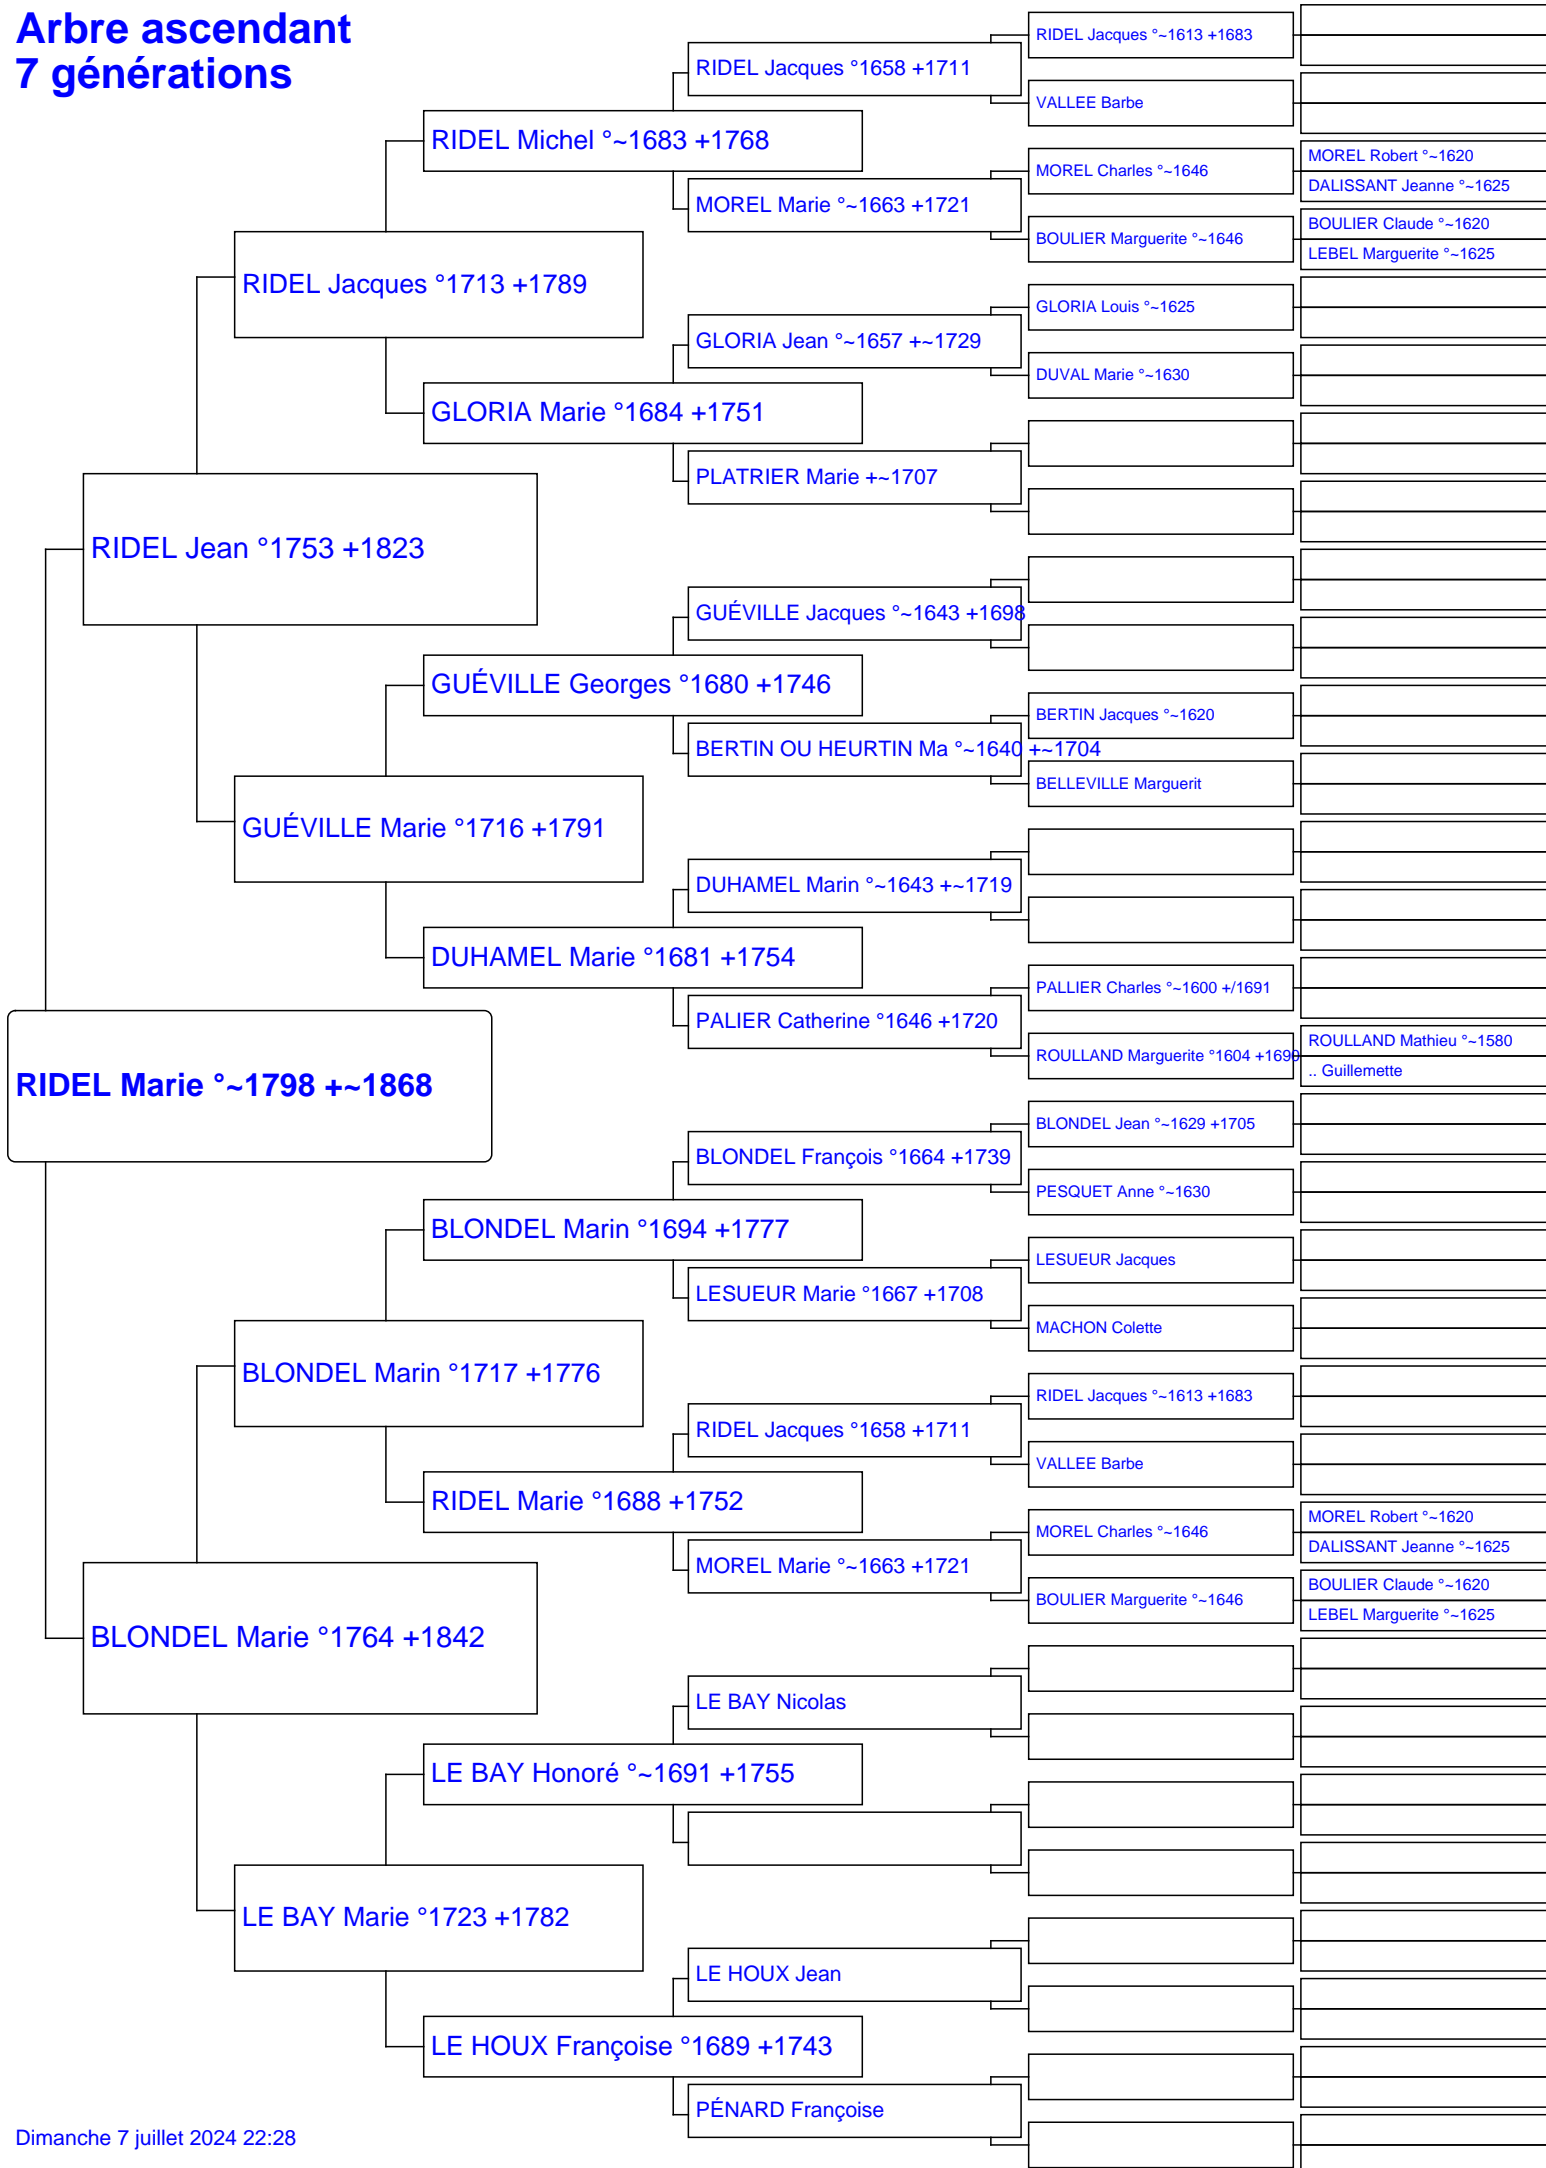 Arbre ascendant
7 générations
RIDEL Marie °~1798 +~1868
RIDEL Jean °1753 +1823
BLONDEL Marie °1764 +1842
RIDEL Jacques °1713 +1789
GUÉVILLE Marie °1716 +1791
BLONDEL Marin °1717 +1776
LE BAY Marie °1723 +1782
RIDEL Michel °~1683 +1768
GLORIA Marie °1684 +1751
GUÉVILLE Georges °1680 +1746
DUHAMEL Marie °1681 +1754
BLONDEL Marin °1694 +1777
RIDEL Marie °1688 +1752
LE BAY Honoré °~1691 +1755
LE HOUX Françoise °1689 +1743
RIDEL Jacques °1658 +1711
MOREL Marie °~1663 +1721
GLORIA Jean °~1657 +~1729
PLATRIER Marie +~1707
GUÉVILLE Jacques °~1643 +1698
BERTIN OU HEURTIN Ma °~1640 +~1704
DUHAMEL Marin °~1643 +~1719
PALIER Catherine °1646 +1720
BLONDEL François °1664 +1739
LESUEUR Marie °1667 +1708
RIDEL Jacques °1658 +1711
MOREL Marie °~1663 +1721
LE BAY Nicolas
LE HOUX Jean
PÉNARD Françoise
RIDEL Jacques °~1613 +1683
VALLEE Barbe
MOREL Charles °~1646
BOULIER Marguerite °~1646
GLORIA Louis °~1625
DUVAL Marie °~1630
BERTIN Jacques °~1620
BELLEVILLE Marguerit
PALLIER Charles °~1600 +/1691
ROULLAND Marguerite °1604 +1690
BLONDEL Jean °~1629 +1705
PESQUET Anne °~1630
LESUEUR Jacques
MACHON Colette
RIDEL Jacques °~1613 +1683
VALLEE Barbe
MOREL Charles °~1646
BOULIER Marguerite °~1646
MOREL Robert °~1620
DALISSANT Jeanne °~1625
BOULIER Claude °~1620
LEBEL Marguerite °~1625
ROULLAND Mathieu °~1580
.. Guillemette
MOREL Robert °~1620
DALISSANT Jeanne °~1625
BOULIER Claude °~1620
LEBEL Marguerite °~1625
Dimanche 7 juillet 2024 22:28